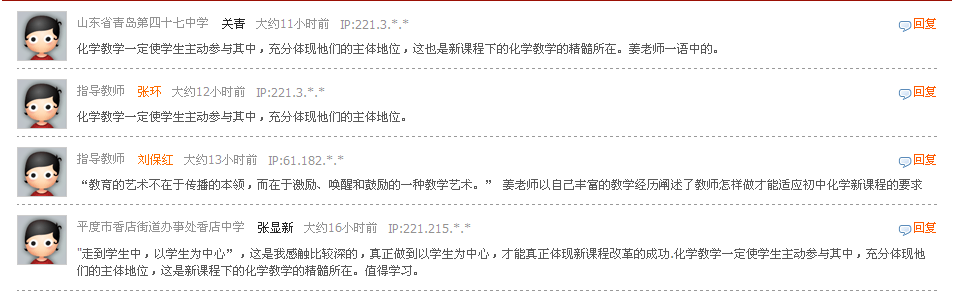 山东省青岛第四十七中学 关青 大约11小时前 IP:221.3.*.* 回复
化学教学一定使学生主动参与其中，充分体现他们的主体地位，这也是新课程下的化学教学的精髓所在。姜老师一语中的。
指导教师 张环 大约12小时前 IP:221.3.*.* 回复
化学教学一定使学生主动参与其中，充分体现他们的主体地位。
指导教师 刘保红 大约13小时前 IP:61.182.*.* 回复
“教育的艺术不在于传播的本领，而在于激励、唤醒和鼓励的一种教学艺术。” 姜老师以自己丰富的教学经历阐述了教师怎样做才能适应初中化学新课程的要求
平度市香店街道办事处香店中学 张显新 大约16小时前 IP:221.215.*.* 回复
"走到学生中，以学生为中心”，这是我感触比较深的，真正做到以学生为中心，才能真正体现新课程改革的成功.化学教学一定使学生主动参与其中，充分体现他
们的主体地位，这是新课程下的化学教学的精髓所在。值得学习。